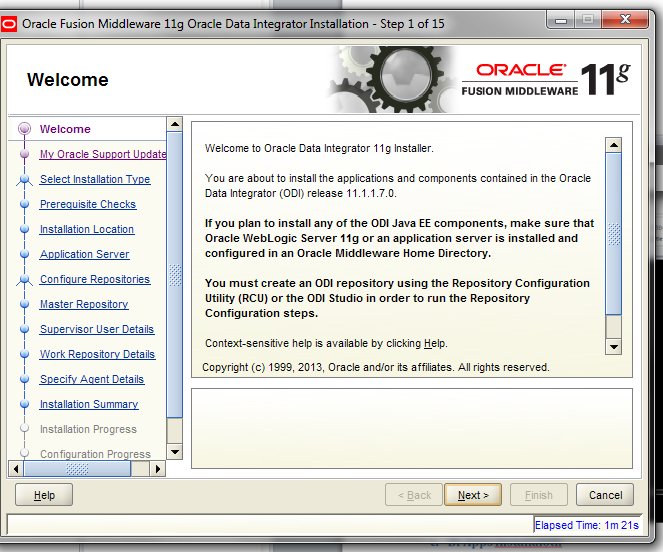 Oracle Fusion Middleware 11g Oracle Data Integrator Installation - Step 1 of 15
Welcome
ORACLE
FUSION MIDDLEWARE 11g
Welcome
My Oracle Support Update
Select Installation Type
Prerequisite Checks
Installation Location
Application Server
Configure Repositories
Master Repository
Supervisor User Details
Work Repository Details
Specify Agent Details
Installation Summary
Installation Progress
Configuration Progress
Welcome to Oracle Data Integrator 11g Installer.
You are about to install the applications and components contained in the Oracle
Data Integrator (ODI) release 11.1.1.7.0.
If you plan to install any of the ODI Java EE components, make sure that
Oracle WebLogic Server 11g or an application server is installed and
configured in an Oracle Middleware Home Directory.
You must create an ODI repository using the Repository Configuration
Utility (RCU) or the ODI Studio in order to run the Repository
Configuration steps.
Context-sensitive help is available by clicking Help.
Copyright (c) 1999, 2013, Oracle and/or its affiliates. All rights reserved.
Help
< Back
Next >
Finish
Cancel
Elapsed Time: 1m 21s